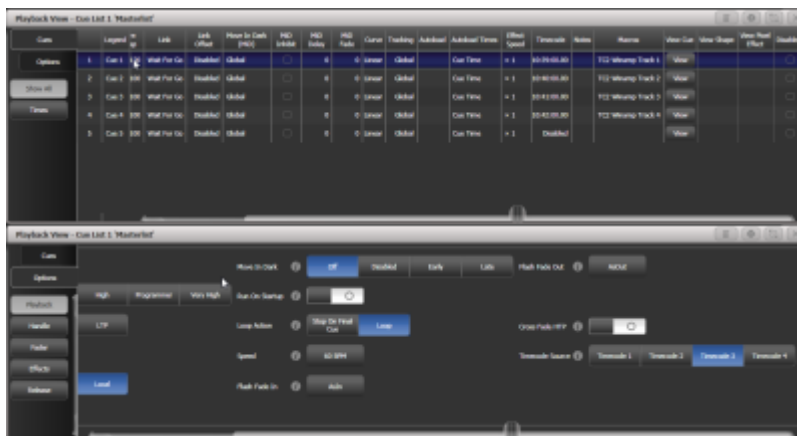 Playback View - Cue List 1 'Masterlist'
Cues
Options
Show All
Times
Legend Link Link Offset Move In Dark (MID) MiD Inhibit MiD Delay MiD Fade Curve Tracking Autoload Autoload Times Effect Speed Timecode Notes Macros View Cue View Shape View Pixel Effect
1 Cue 1 100 Wait For Go Disabled Global 0 0 Linear Global Cue Time × 1 10:39:00.00 TC2 Winamp Track 1 View
2 Cue 2 100 Wait For Go Disabled Global 0 0 Linear Global Cue Time × 1 10:40:00.00 TC2 Winamp Track 2 View
3 Cue 3 100 Wait For Go Disabled Global 0 0 Linear Global Cue Time × 1 10:41:00.00 TC2 Winamp Track 3 View
4 Cue 4 100 Wait For Go Disabled Global 0 0 Linear Global Cue Time × 1 10:42:00.00 TC2 Winamp Track 4 View
5 Cue 5 100 Wait For Go Disabled Global 0 0 Linear Global Cue Time × 1 Disabled View
Playback View - Cue List 1 'Masterlist'
Cues
Options
Playback
Handle
Fader
Effects
Release
Move In Dark Off Disabled Early Late Flash Fade Out
High Programmer Very High Run On Startup
LTP Loop Action Stop On Final Cue Loop Cross Fade HTP
Speed 60 BPM Timecode Source Timecode 1 Timecode 2 Timecode 3 Timecode 4
Local Flash Fade In Auto